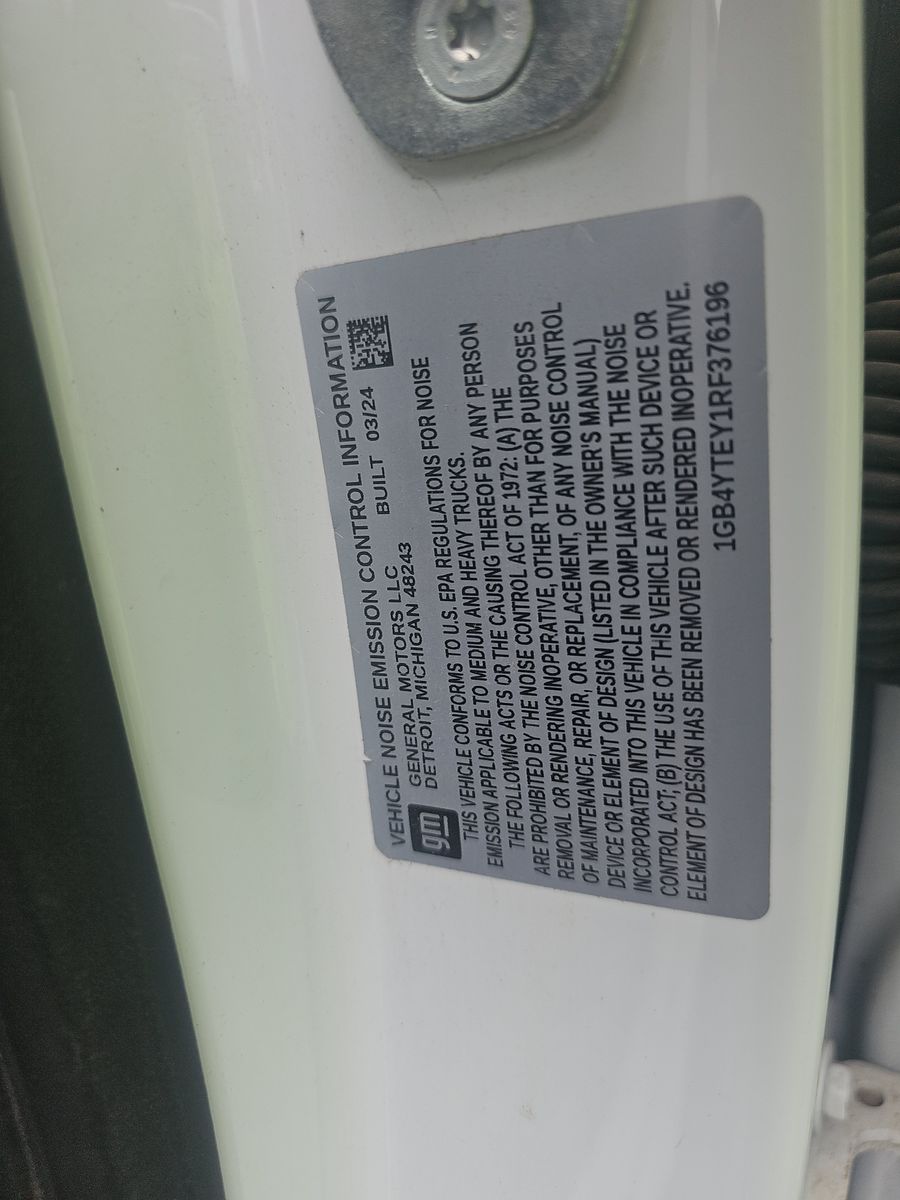 VEHICLE NOISE EMISSION CONTROL INFORMATION
gm
GENERAL MOTORS LLC BUILT 03/24
DETROIT, MICHIGAN 48243
THIS VEHICLE CONFORMS TO U.S. EPA REGULATIONS FOR NOISE
EMISSION APPLICABLE TO MEDIUM AND HEAVY TRUCKS.
THE FOLLOWING ACTS OR THE CAUSING THEREOF BY ANY PERSON
ARE PROHIBITED BY THE NOISE CONTROL ACT OF 1972: (A) THE
REMOVAL OR RENDERING INOPERATIVE, OTHER THAN FOR PURPOSES
OF MAINTENANCE, REPAIR, OR REPLACEMENT, OF ANY NOISE CONTROL
DEVICE OR ELEMENT OF DESIGN (LISTED IN THE OWNER'S MANUAL)
INCORPORATED INTO THIS VEHICLE IN COMPLIANCE WITH THE NOISE
CONTROL ACT; (B) THE USE OF THIS VEHICLE AFTER SUCH DEVICE OR
ELEMENT OF DESIGN HAS BEEN REMOVED OR RENDERED INOPERATIVE.
1GB4YTEY1RF376196